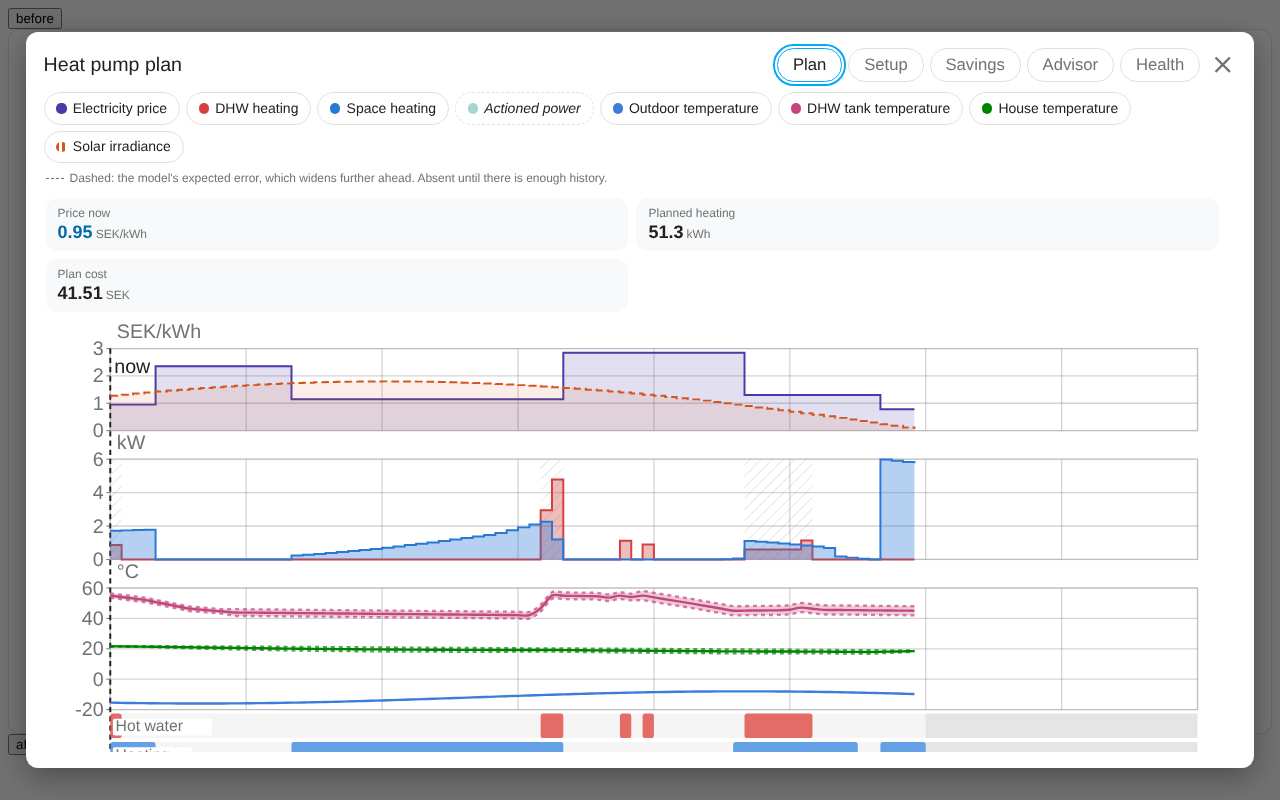 before
Heat pump plan
Plan
Setup
Savings
Advisor
Health
Electricity price
DHW heating
Space heating
Actioned power
Outdoor temperature
DHW tank temperature
House temperature
Solar irradiance
Dashed: the model's expected error, which widens further ahead. Absent until there is enough history.
Price now
0.95 SEK/kWh
Planned heating
51.3 kWh
Plan cost
41.51 SEK
SEK/kWh
3
now
2
1
0
kW
6
4
2
0
°C
60
40
20
0
-20
Hot water